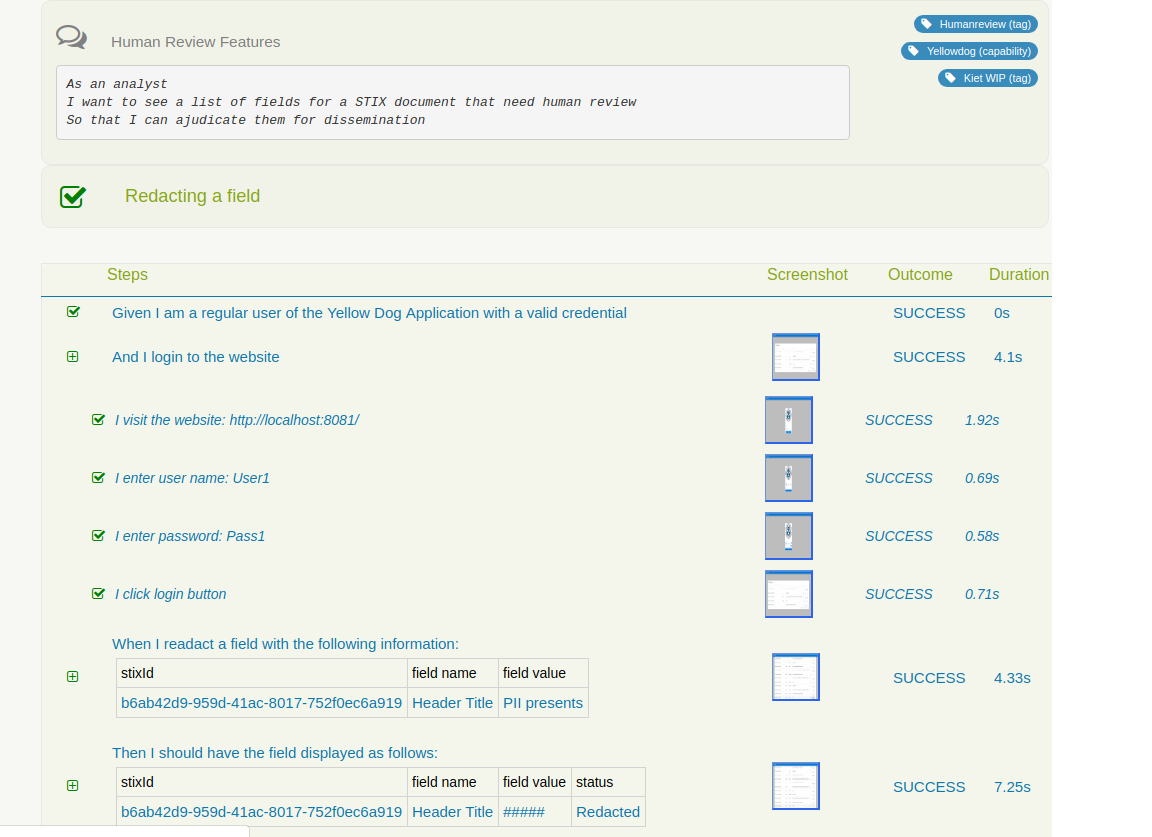 Humanreview (tag)
Human Review Features
Yellowdog (capability)
Kiet WIP (tag)
As an analyst
I want to see a list of fields for a STIX document that need human review
So that I can ajudicate them for dissemination
Redacting a field
Steps Screenshot Outcome Duration
Given I am a regular user of the Yellow Dog Application with a valid credential SUCCESS 0s
And I login to the website SUCCESS 4.1s
I visit the website: http://localhost:8081/ SUCCESS 1.92s
I enter user name: User1 SUCCESS 0.69s
I enter password: Pass1 SUCCESS 0.58s
I click login button SUCCESS 0.71s
When I readact a field with the following information:
stixId field name field value
b6ab42d9-959d-41ac-8017-752f0ec6a919 Header Title PII presents
SUCCESS 4.33s
Then I should have the field displayed as follows:
stixId field name field value status
b6ab42d9-959d-41ac-8017-752f0ec6a919 Header Title ##### Redacted
SUCCESS 7.25s